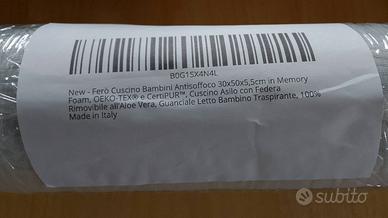 B0G1SX4N4L
New - Ferò Cuscino Bambini Antisoffoco 30x50x5,5cm in Memory
Foam, OEKO-TEX® e CertiPUR™, Cuscino Asilo con Federa
Rimovibile all'Aloe Vera, Guanciale Letto Bambino Traspirante, 100%
Made in Italy
subito